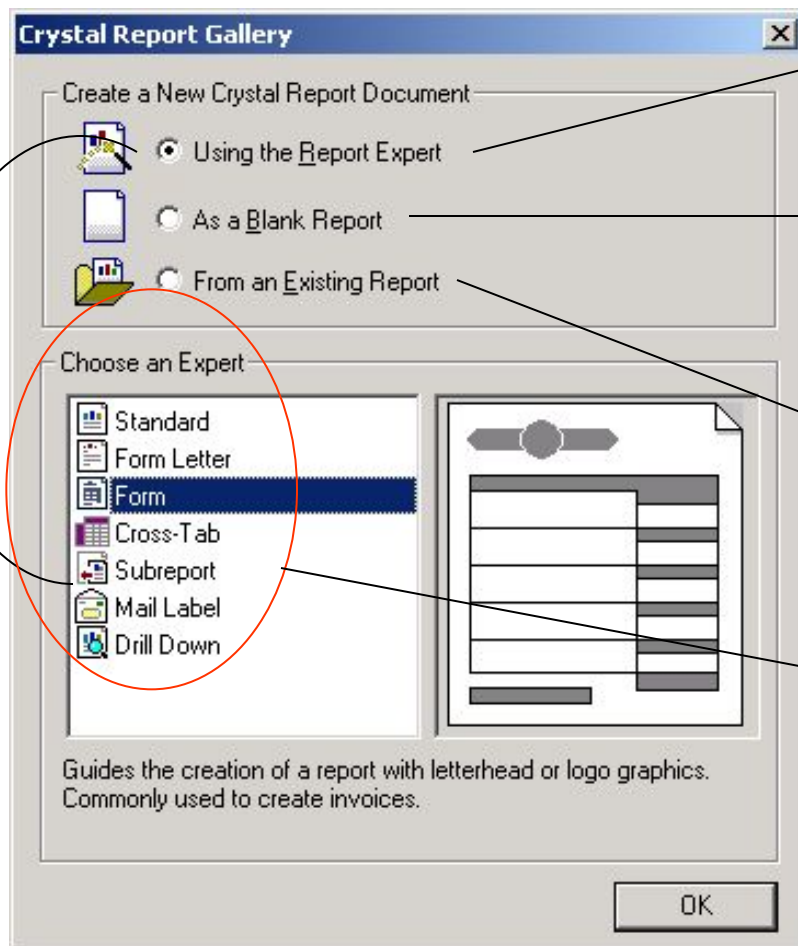 Crystal Report Gallery
Create a New Crystal Report Document
Using the Report Expert
As a Blank Report
From an Existing Report
Choose an Expert
Standard
Form Letter
Form
Cross-Tab
Subreport
Mail Label
Drill Down
Guides the creation of a report with letterhead or logo graphics.
Commonly used to create invoices.
OK